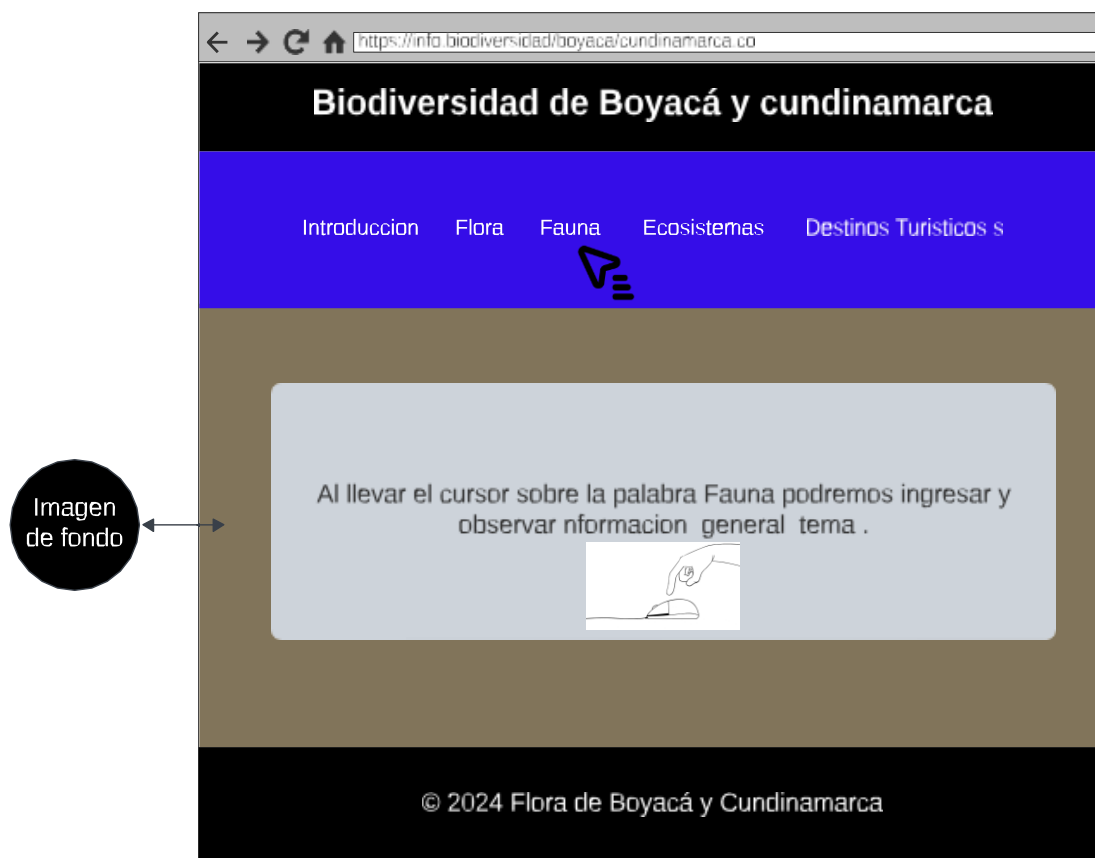 https://info.biodiversidad/boyaca/cundinamarca.co
Biodiversidad de Boyacá y cundinamarca
Introduccion Flora Fauna Ecosistemas Destinos Turisticos s
Al llevar el cursor sobre la palabra Fauna podremos ingresar y
observar nformacion general tema .
Imagen
de fondo
© 2024 Flora de Boyacá y Cundinamarca